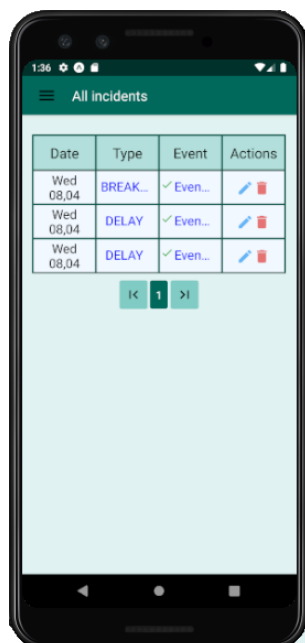 1:36
All incidents
Date Type Event Actions
Wed 08,04 BREAK... Even...
Wed 08,04 DELAY Even...
Wed 08,04 DELAY Even...
1